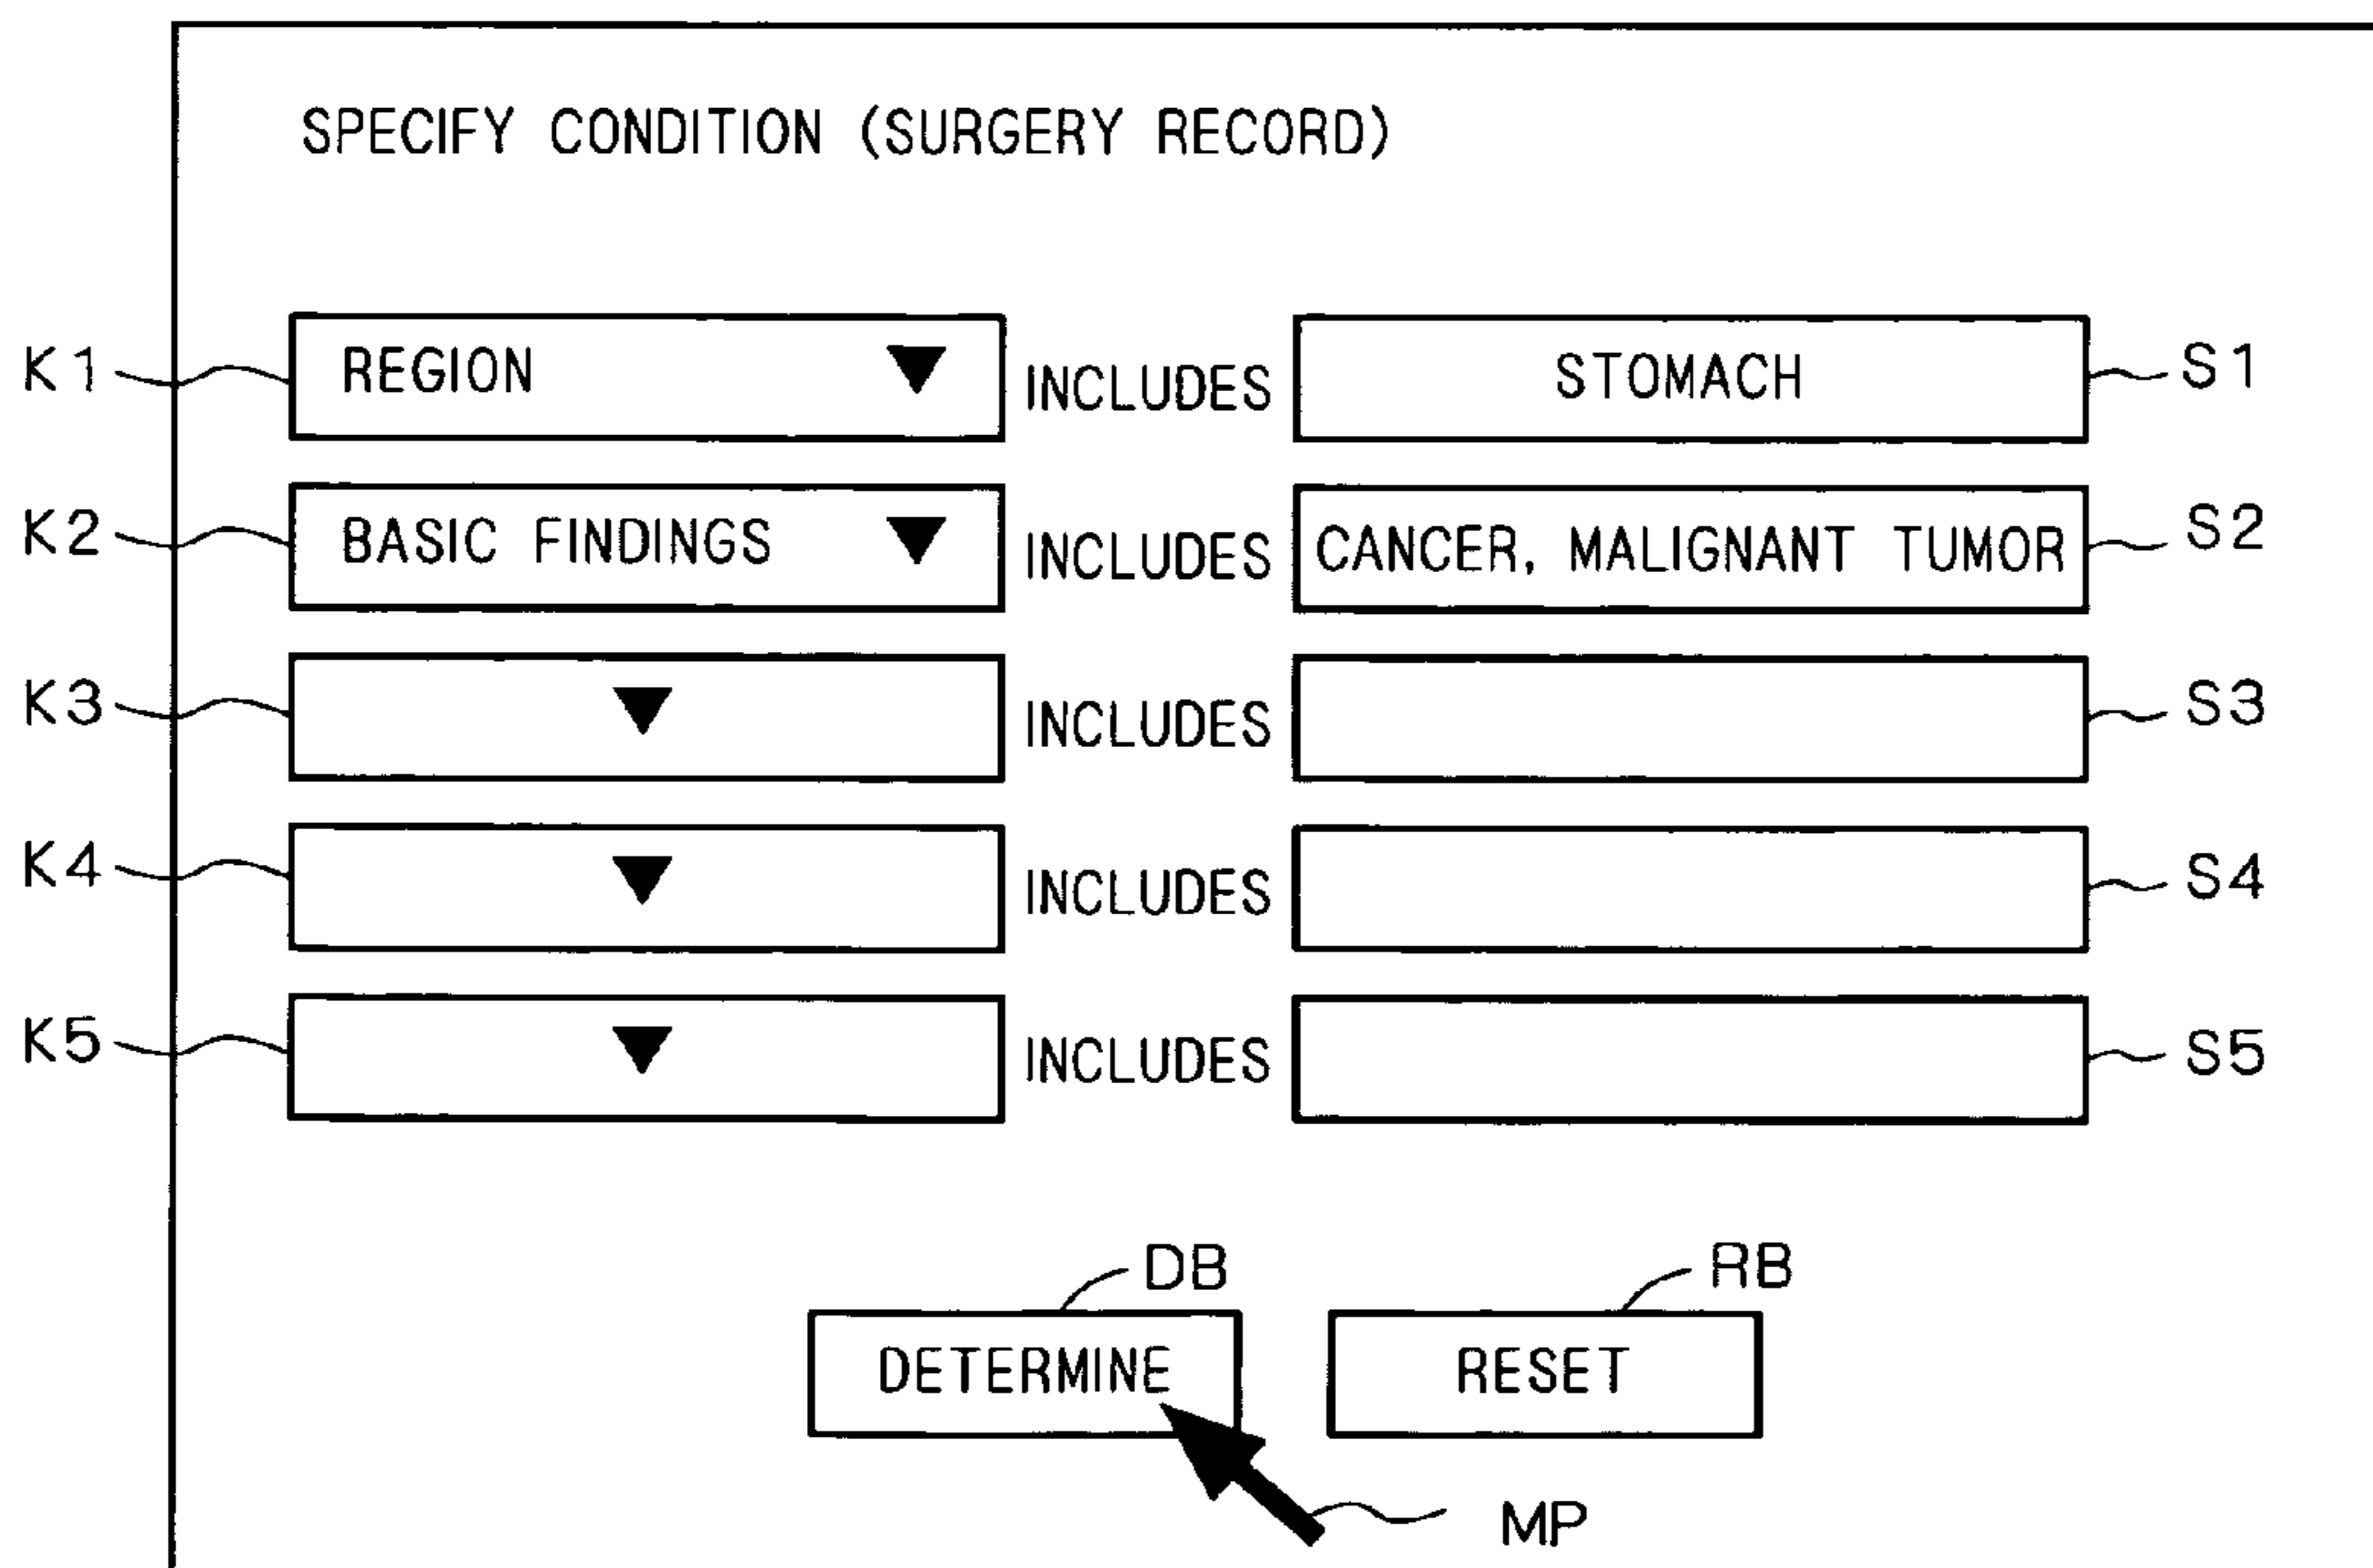 SPECIFY CONDITION (SURGERY RECORD)
K1 REGION INCLUDES STOMACH S1
K2 BASIC FINDINGS INCLUDES CANCER, MALIGNANT TUMOR S2
K3 INCLUDES S3
K4 INCLUDES S4
K5 INCLUDES S5
DB RB
DETERMINE RESET
MP